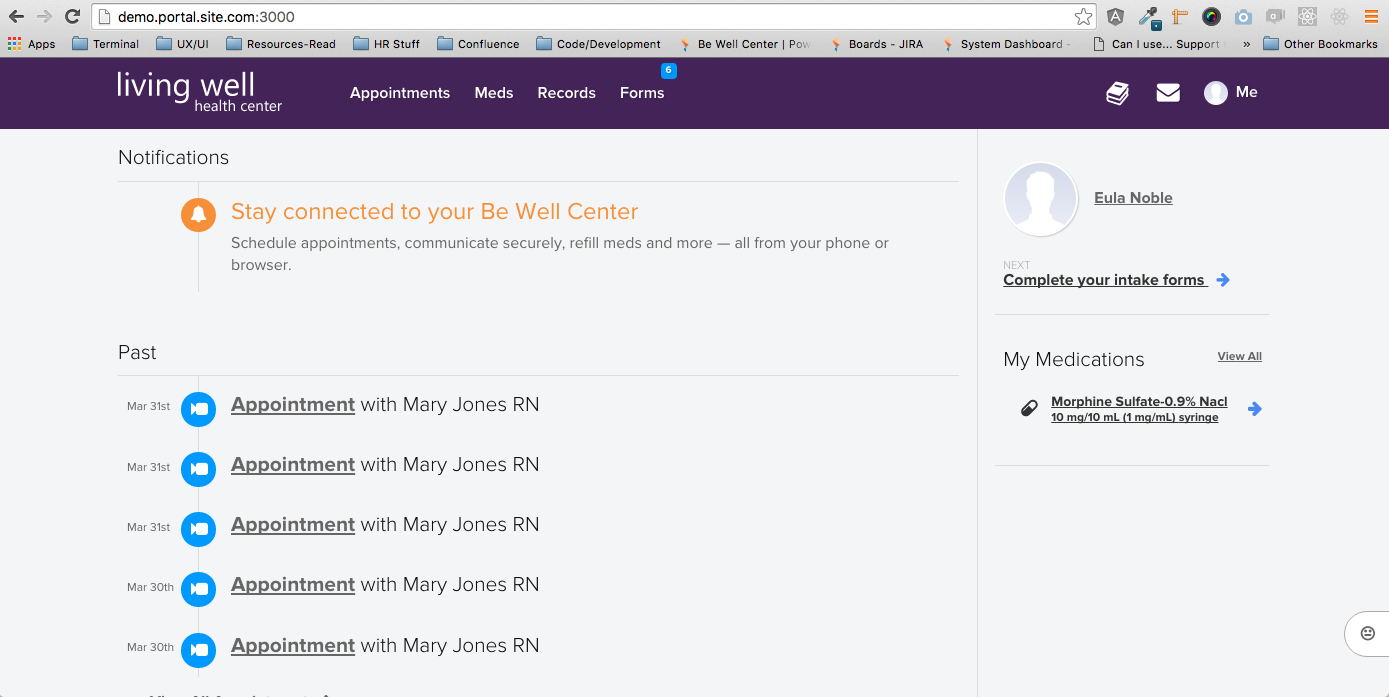 demo.portal.site.com:3000
Apps Terminal UX/UI Resources-Read HR Stuff Confluence Code/Development Be Well Center | Pow Boards - JIRA System Dashboard - Can I use... Support » Other Bookmarks
living well
health center
6
Appointments Meds Records Forms
Me
Notifications
Stay connected to your Be Well Center
Schedule appointments, communicate securely, refill meds and more — all from your phone or
browser.
Past
Mar 31st Appointment with Mary Jones RN
Mar 31st Appointment with Mary Jones RN
Mar 31st Appointment with Mary Jones RN
Mar 30th Appointment with Mary Jones RN
Mar 30th Appointment with Mary Jones RN
Eula Noble
NEXT
Complete your intake forms
My Medications View All
Morphine Sulfate-0.9% Nacl
10 mg/10 mL (1 mg/mL) syringe